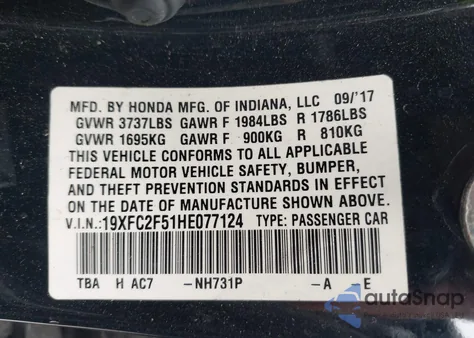 MFD. BY HONDA MFG. OF INDIANA, LLC 09/'17
GVWR 3737LBS GAWR F 1984LBS R 1786LBS
GVWR 1695KG GAWR F 900KG R 810KG
THIS VEHICLE CONFORMS TO ALL APPLICABLE
FEDERAL MOTOR VEHICLE SAFETY, BUMPER,
AND THEFT PREVENTION STANDARDS IN EFFECT
ON THE DATE OF MANUFACTURE SHOWN ABOVE.
V.I.N.:19XFC2F51HE077124 TYPE: PASSENGER CAR
TBA H AC7 -NH731P -A E
autoSnap